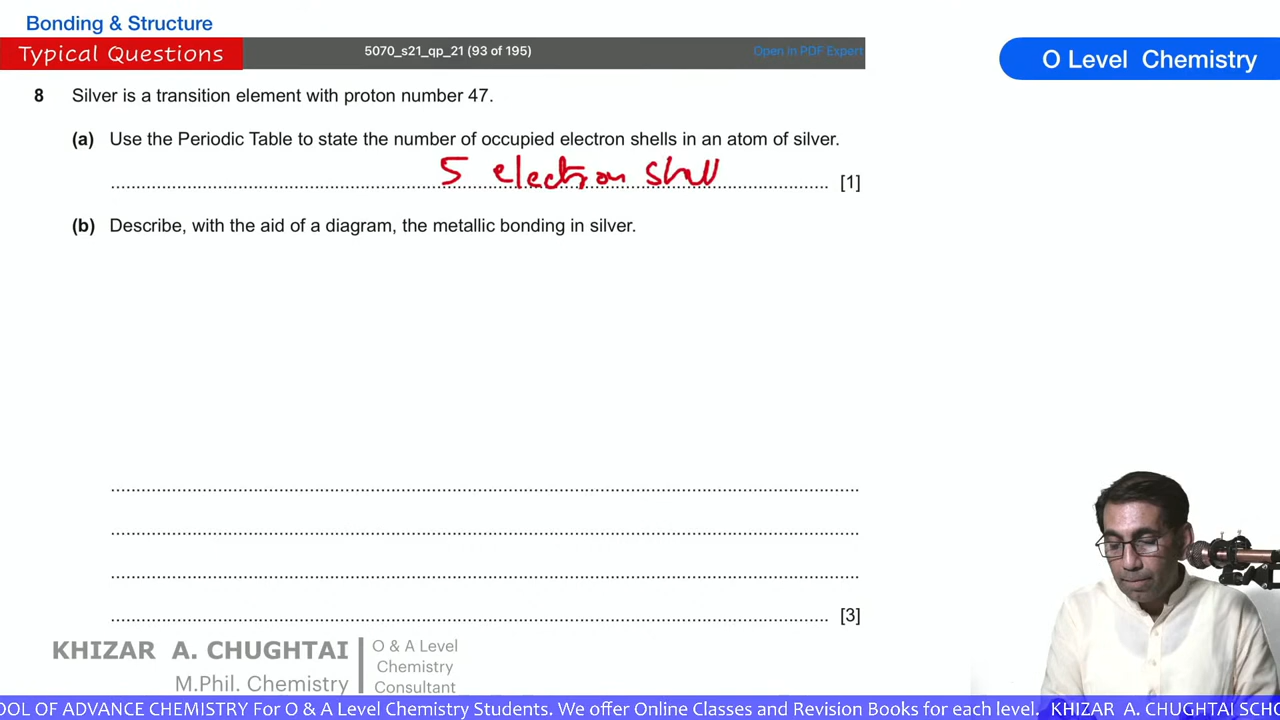 Bonding & Structure
Typical Questions
5070_s21_qp_21 (93 of 195)
Open in PDF Expert
O Level Chemistry
8 Silver is a transition element with proton number 47.
(a) Use the Periodic Table to state the number of occupied electron shells in an atom of silver.
5 electron shell
[1]
(b) Describe, with the aid of a diagram, the metallic bonding in silver.
[3]
KHIZAR A. CHUGHTAI
M.Phil. Chemistry
O & A Level
Chemistry
Consultant
OOL OF ADVANCE CHEMISTRY For O & A Level Chemistry Students. We offer Online Classes and Revision Books for each level. KHIZAR A. CHUGHTAI SCHO